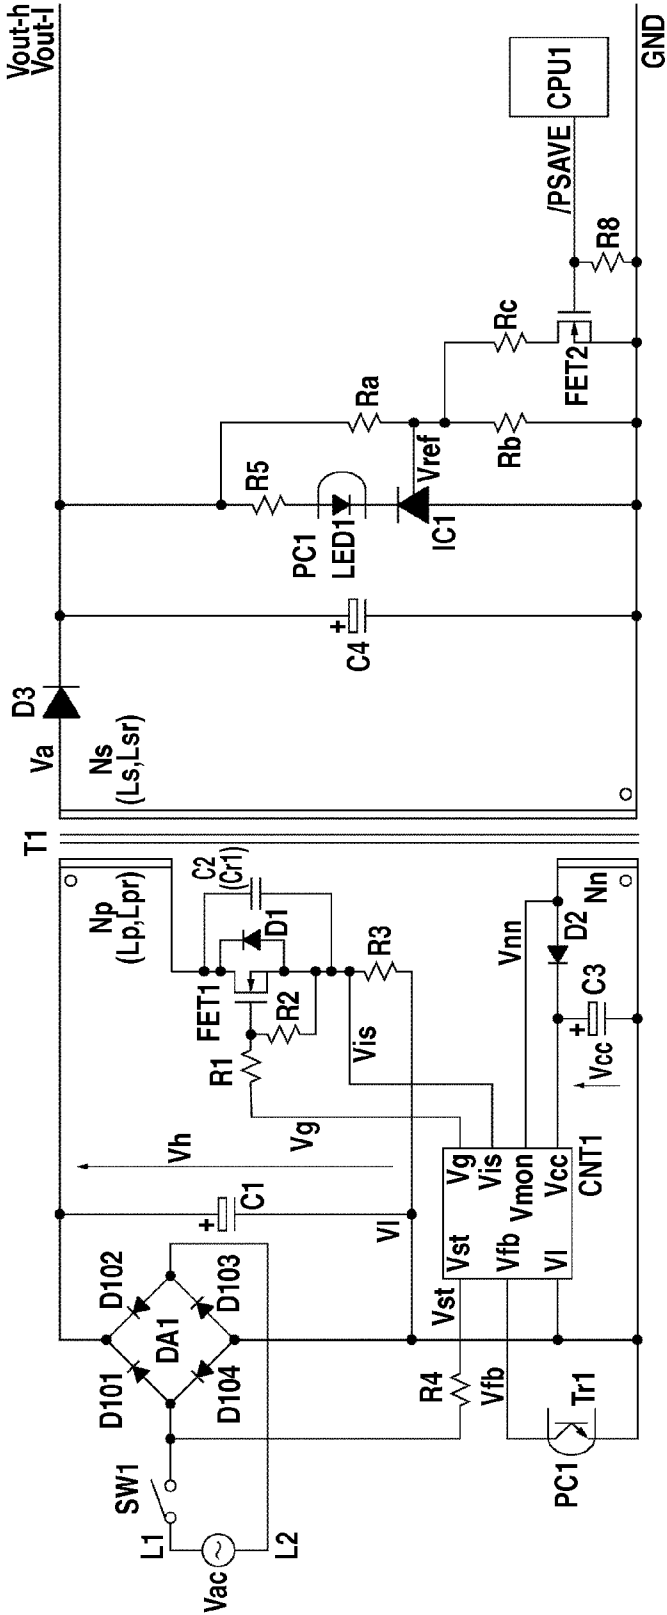 Vac
L1
L2
SW1
D101
D102
D103
D104
DA1
R4
Vst
Vfb
PC1
Tr1
C1
+
Vh
Vl
Vg
Vis
Vst
Vfb
Vl
Vg
Vis
Vmon
Vcc
CNT1
R1
R2
R3
FET1
D1
C2
(Cr1)
Np
(Lp,Lpr)
T1
Vnn
D2
Nn
+
C3
Vcc
Va
D3
Ns
(Ls,Lsr)
+
C4
R5
PC1
LED1
IC1
Vref
Ra
Rb
Rc
FET2
R8
/PSAVE
CPU1
Vout-h
Vout-l
GND